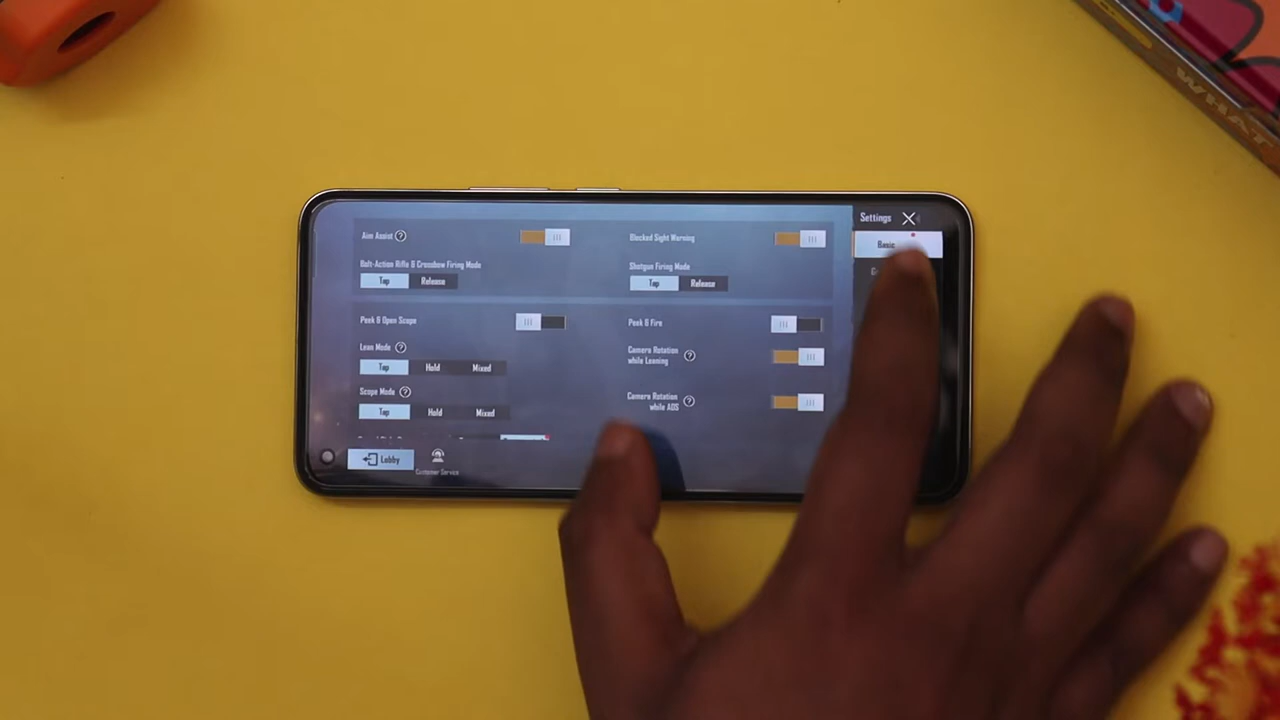 Settings
Aim Assist ?
Blocked Sight Warning
Basic
Bolt-Action Rifle & Crossbow Firing Mode
Shotgun Firing Mode
Tap Release
Tap Release
Peek & Open Scope
Peek & Fire
Lean Mode ?
Camera Rotation
while Leaning ?
Tap Hold Mixed
Scope Mode ?
Camera Rotation
while ADS ?
Tap Hold Mixed
Lobby
Customer Service
WHAT